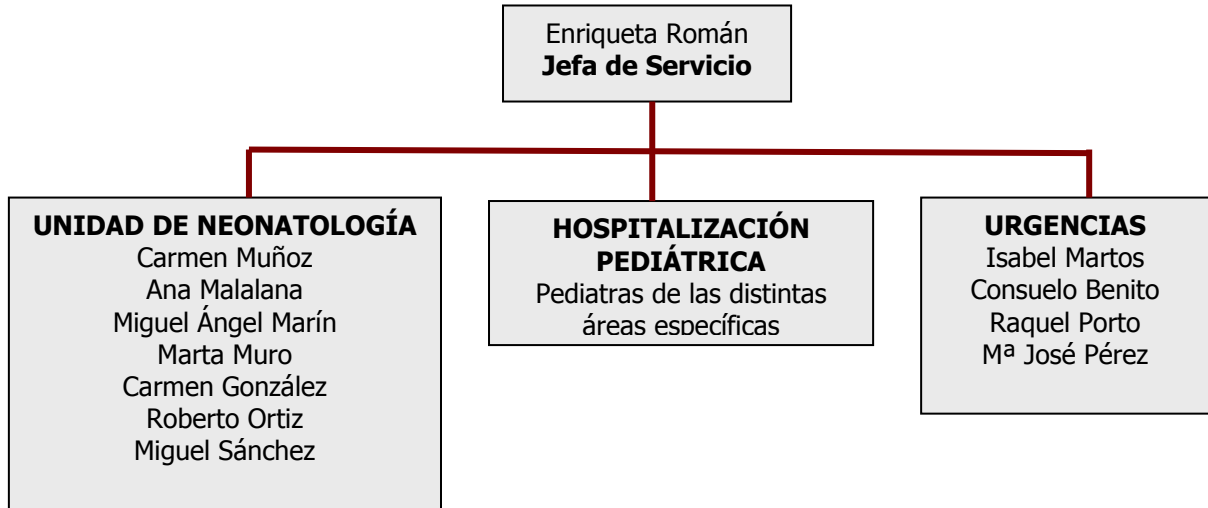 Enriqueta Román
Jefa de Servicio
UNIDAD DE NEONATOLOGÍA
Carmen Muñoz
Ana Malalana
Miguel Ángel Marín
Marta Muro
Carmen González
Roberto Ortiz
Miguel Sánchez
HOSPITALIZACIÓN
PEDIÁTRICA
Pediatras de las distintas
áreas específicas
URGENCIAS
Isabel Martos
Consuelo Benito
Raquel Porto
Mª José Pérez